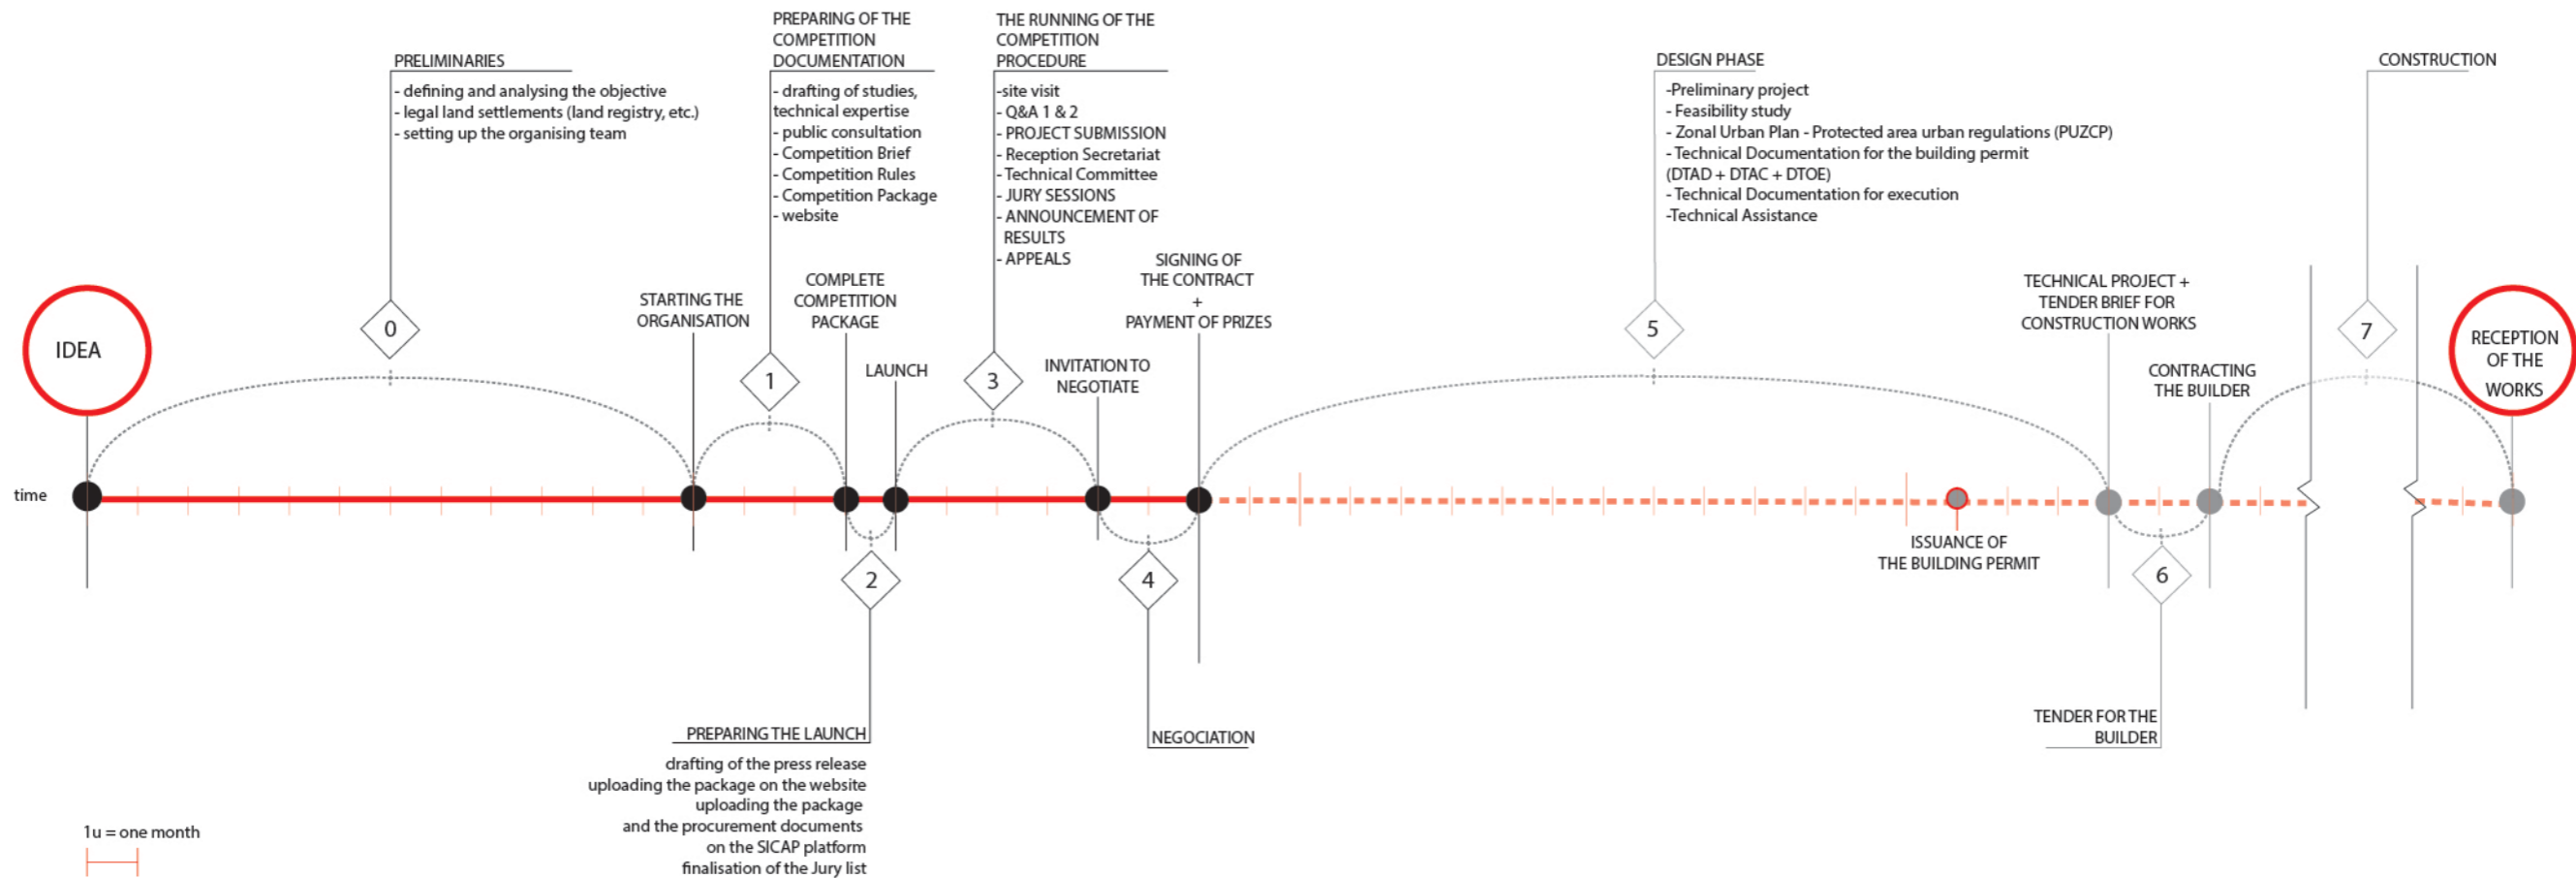 PRELIMINARIES
- defining and analysing the objective
- legal land settlements (land registry, etc.)
- setting up the organising team
PREPARING OF THE
COMPETITION
DOCUMENTATION
- drafting of studies,
technical expertise
- public consultation
- Competition Brief
- Competition Rules
- Competition Package
- website
THE RUNNING OF THE
COMPETITION
PROCEDURE
-site visit
- Q&A 1 & 2
- PROJECT SUBMISSION
- Reception Secretariat
- Technical Committee
- JURY SESSIONS
- ANNOUNCEMENT OF
RESULTS
- APPEALS
DESIGN PHASE
-Preliminary project
- Feasibility study
- Zonal Urban Plan - Protected area urban regulations (PUZCP)
- Technical Documentation for the building permit
(DTAD + DTAC + DTOE)
- Technical Documentation for execution
-Technical Assistance
CONSTRUCTION
IDEA
0
STARTING THE
ORGANISATION
1
COMPLETE
COMPETITION
PACKAGE
LAUNCH
3
INVITATION TO
NEGOTIATE
SIGNING OF
THE CONTRACT
+
PAYMENT OF PRIZES
5
TECHNICAL PROJECT +
TENDER BRIEF FOR
CONSTRUCTION WORKS
CONTRACTING
THE BUILDER
7
RECEPTION
OF THE
WORKS
time
ISSUANCE OF
THE BUILDING PERMIT
2
4
6
PREPARING THE LAUNCH
drafting of the press release
uploading the package on the website
uploading the package
and the procurement documents
on the SICAP platform
finalisation of the Jury list
NEGOCIATION
TENDER FOR THE
BUILDER
1u = one month